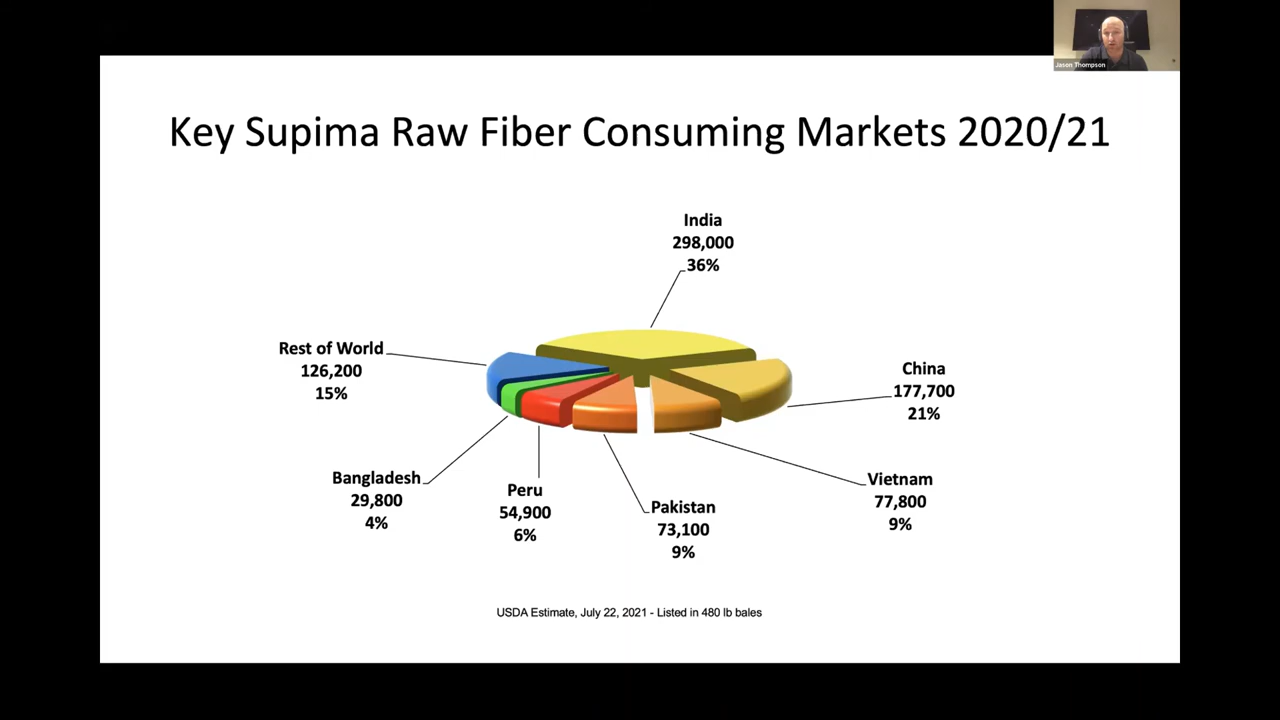 Jason Thompson
Key Supima Raw Fiber Consuming Markets 2020/21
India
298,000
36%
Rest of World
126,200
15%
China
177,700
21%
Bangladesh
29,800
4%
Peru
54,900
6%
Pakistan
73,100
9%
Vietnam
77,800
9%
USDA Estimate, July 22, 2021 - Listed in 480 lb bales